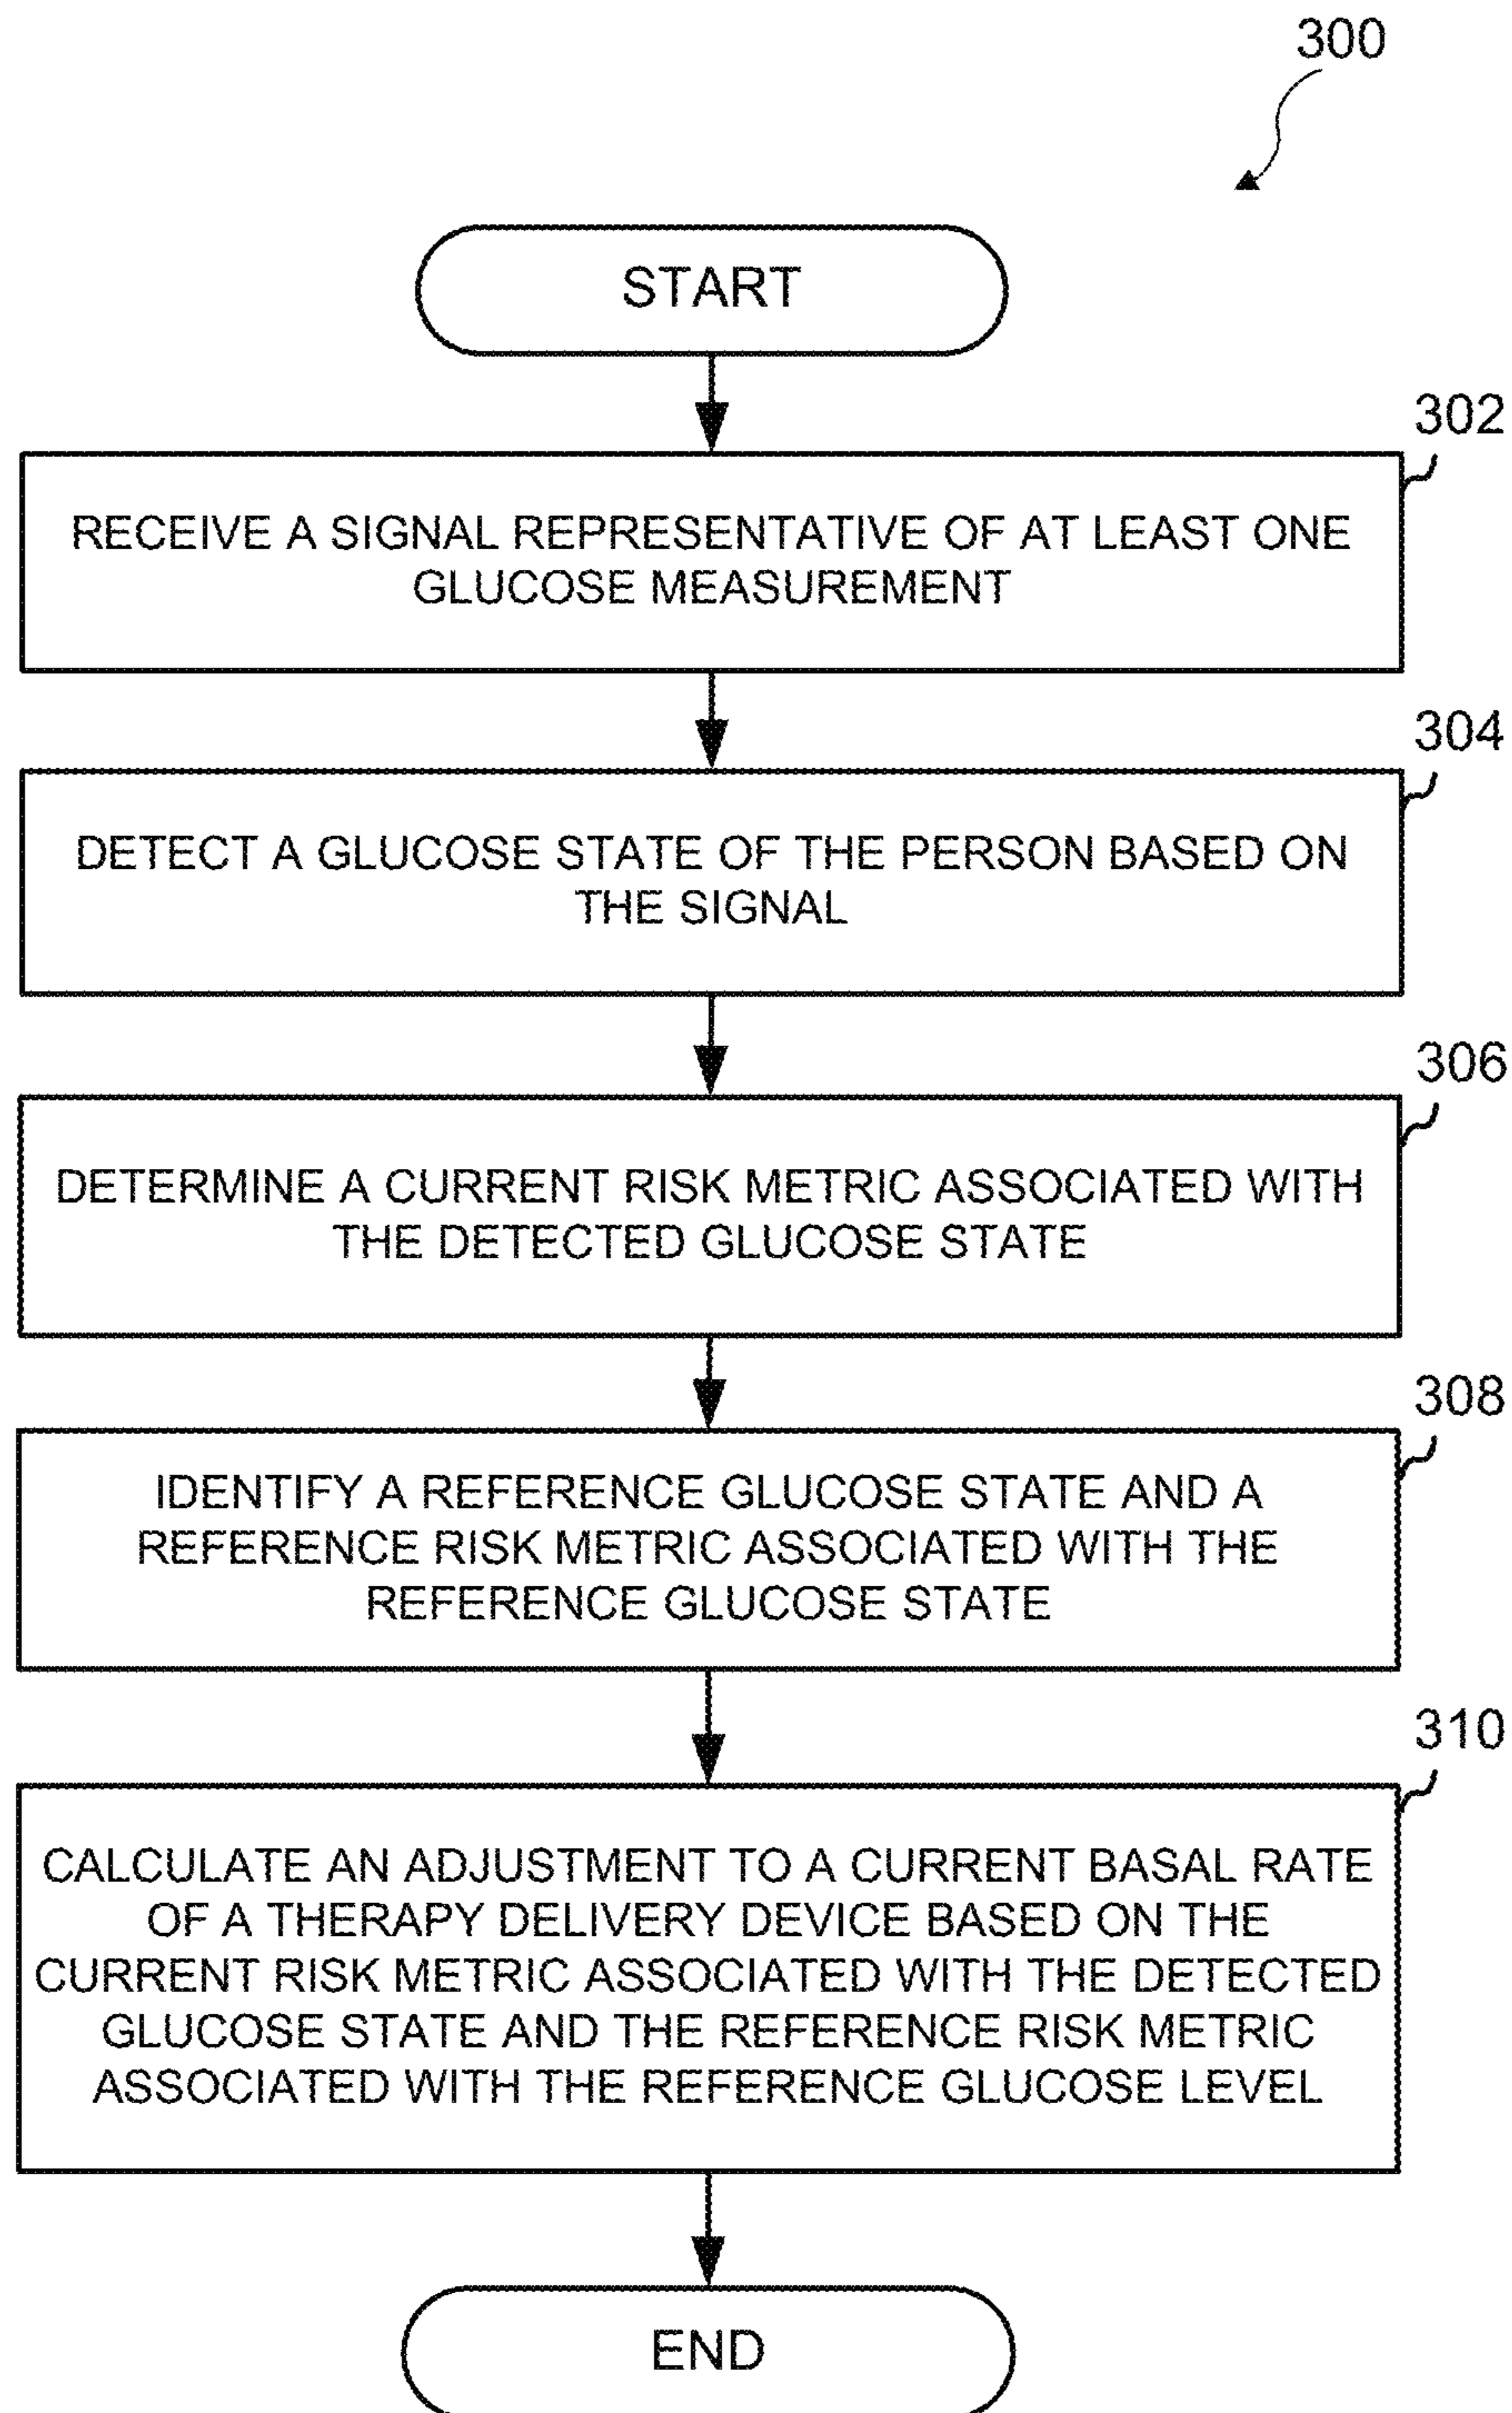 300
START
302
RECEIVE A SIGNAL REPRESENTATIVE OF AT LEAST ONE
GLUCOSE MEASUREMENT
304
DETECT A GLUCOSE STATE OF THE PERSON BASED ON
THE SIGNAL
306
DETERMINE A CURRENT RISK METRIC ASSOCIATED WITH
THE DETECTED GLUCOSE STATE
308
IDENTIFY A REFERENCE GLUCOSE STATE AND A
REFERENCE RISK METRIC ASSOCIATED WITH THE
REFERENCE GLUCOSE STATE
310
CALCULATE AN ADJUSTMENT TO A CURRENT BASAL RATE
OF A THERAPY DELIVERY DEVICE BASED ON THE
CURRENT RISK METRIC ASSOCIATED WITH THE DETECTED
GLUCOSE STATE AND THE REFERENCE RISK METRIC
ASSOCIATED WITH THE REFERENCE GLUCOSE LEVEL
END